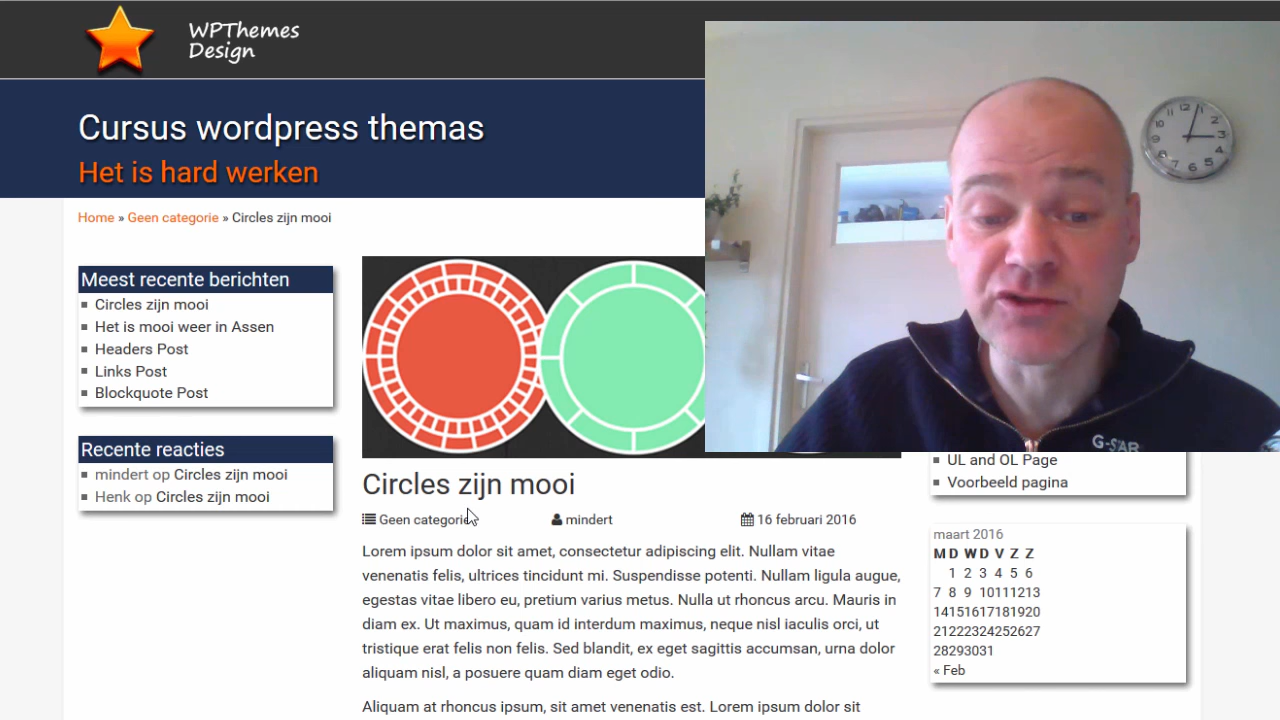 WPThemes
Design
Cursus wordpress themas
Het is hard werken
Home » Geen categorie » Circles zijn mooi
Meest recente berichten
Circles zijn mooi
Het is mooi weer in Assen
Headers Post
Links Post
Blockquote Post
Recente reacties
mindert op Circles zijn mooi
Henk op Circles zijn mooi
Circles zijn mooi
Geen categorie mindert 16 februari 2016
Lorem ipsum dolor sit amet, consectetur adipiscing elit. Nullam vitae
venenatis felis, ultrices tincidunt mi. Suspendisse potenti. Nullam ligula augue,
egestas vitae libero eu, pretium varius metus. Nulla ut rhoncus arcu. Mauris in
diam ex. Ut maximus, quam id interdum maximus, neque nisl iaculis orci, ut
tristique erat felis non felis. Sed blandit, ex eget sagittis accumsan, urna dolor
aliquam nisl, a posuere quam diam eget odio.
Aliquam at rhoncus ipsum, sit amet venenatis est. Lorem ipsum dolor sit
12
1
2
3
4
5
6
7
G-STAR
UL and OL Page
Voorbeeld pagina
maart 2016
M D W D V Z Z
1 2 3 4 5 6
7 8 9 10 11 12 13
14 15 16 17 18 19 20
21 22 23 24 25 26 27
28 29 30 31
« Feb